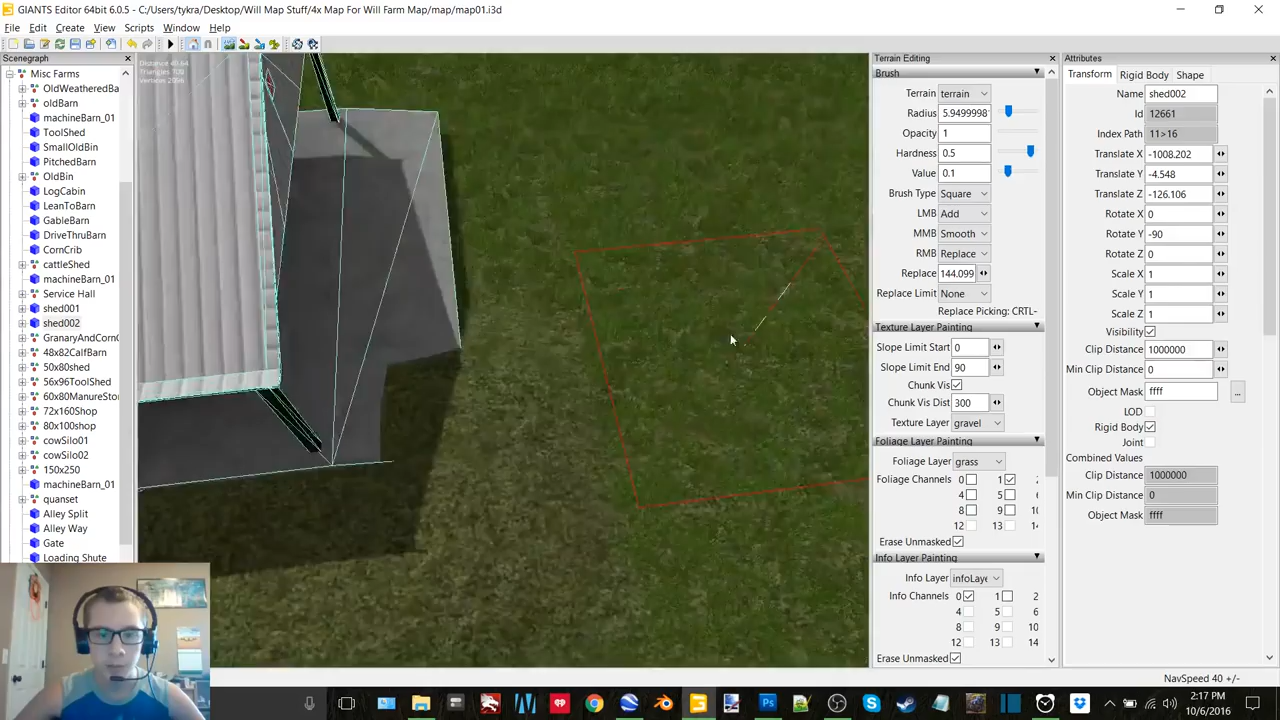 GIANTS Editor 64bit 6.0.5 - C:/Users/tykra/Desktop/Will Map Stuff/4x Map For Will Farm Map/map/map01.i3d
File Edit Create View Scripts Window Help
Scenegraph
Misc Farms
OldWeatheredBa
oldBarn
machineBarn_01
ToolShed
SmallOldBin
PitchedBarn
OldBin
LogCabin
LeanToBarn
GableBarn
DriveThruBarn
CornCrib
cattleShed
machineBarn_01
Service Hall
shed001
shed002
GranaryAndCorn
48x82CalfBarn
50x80shed
56x96ToolShed
60x80ManureSto
72x160Shop
80x100shop
cowSilo01
cowSilo02
150x250
machineBarn_01
quanset
Alley Split
Alley Way
Gate
Loading Shute
Terrain Editing
Brush
Terrain terrain
Radius 5.9499998
Opacity 1
Hardness 0.5
Value 0.1
Brush Type Square
LMB Add
MMB Smooth
RMB Replace
Replace 144.099
Replace Limit None
Replace Picking: CRTL-
Texture Layer Painting
Slope Limit Start 0
Slope Limit End 90
Chunk Vis
Chunk Vis Dist 300
Texture Layer gravel
Foliage Layer Painting
Foliage Layer grass
Foliage Channels 0 1
4 5
8 9 10
12 13
Erase Unmasked
Info Layer Painting
Info Layer infoLaye
Info Channels 0 1 2
4 5 6
8 9 10
12 13
Erase Unmasked
Attributes
Transform Rigid Body Shape
Name shed002
Id 12661
Index Path 11>16
Translate X -1008.202
Translate Y -4.548
Translate Z -126.106
Rotate X 0
Rotate Y -90
Rotate Z 0
Scale X 1
Scale Y 1
Scale Z 1
Visibility
Clip Distance 1000000
Min Clip Distance 0
Object Mask ffff ...
LOD
Rigid Body
Joint
Combined Values
Clip Distance 1000000
Min Clip Distance 0
Object Mask ffff
NavSpeed 40 +/-
2:17 PM
10/6/2016